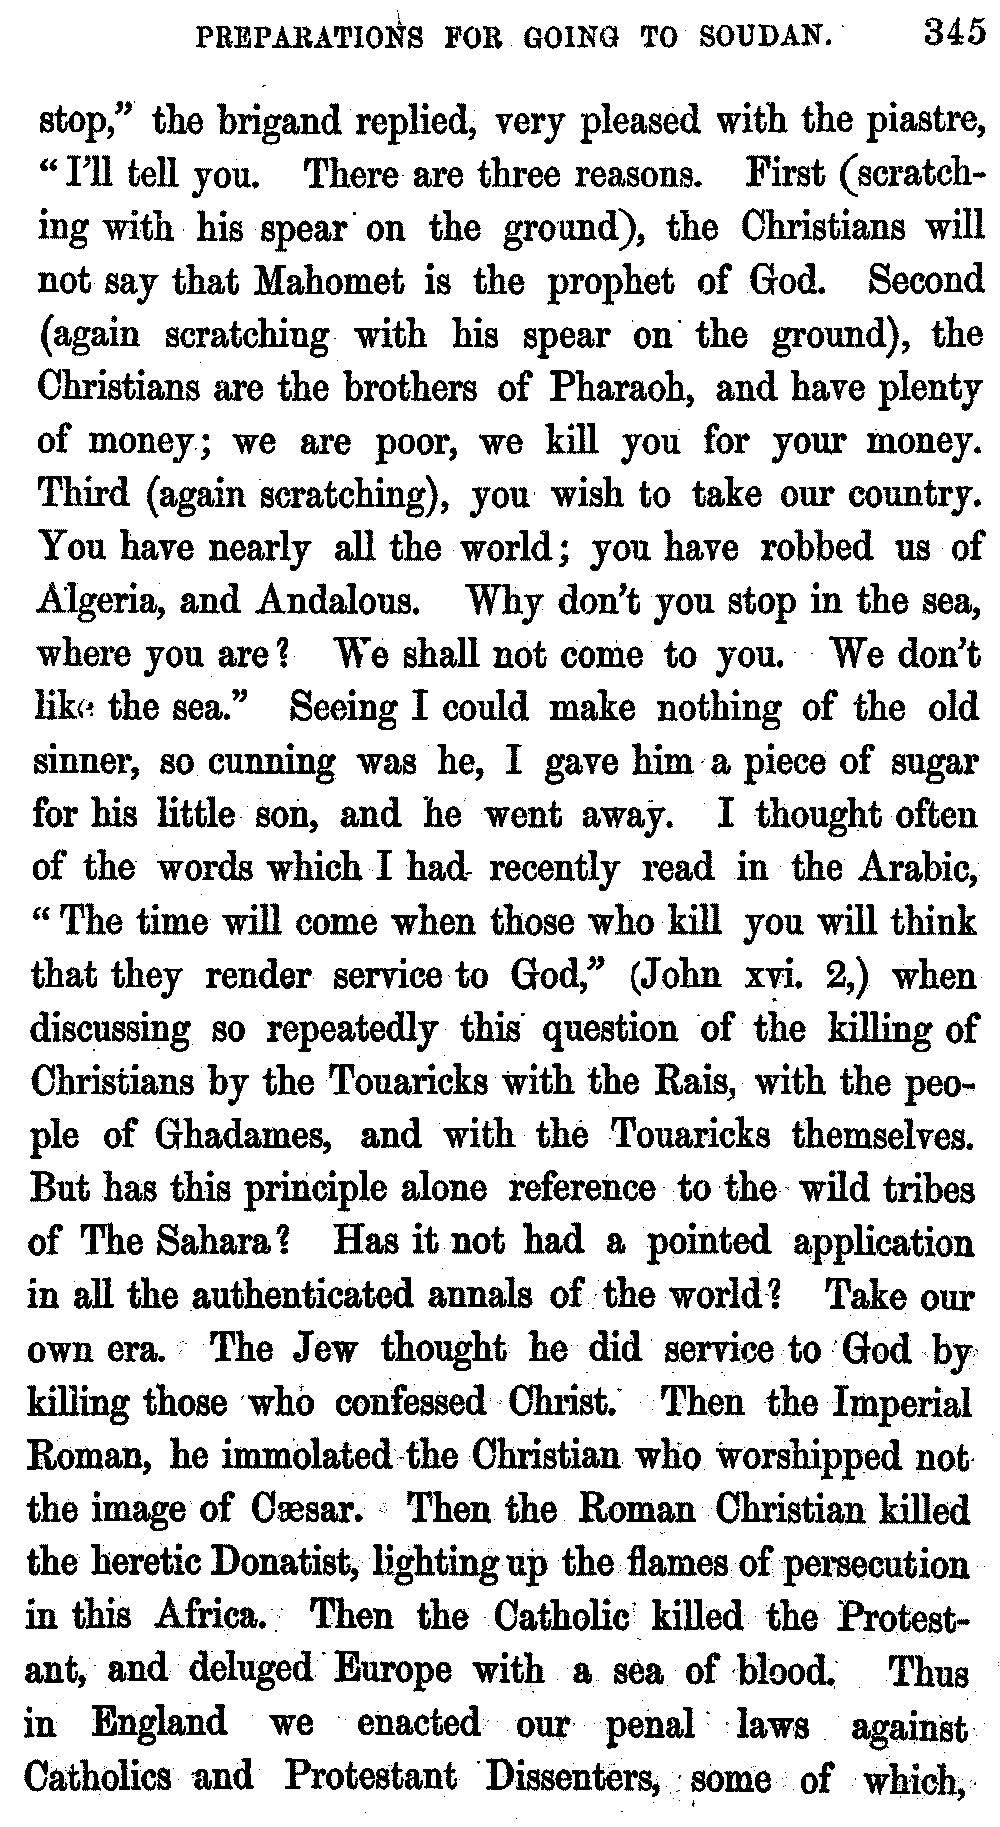 PREPARATIONS FOR GOING TO SOUDAN. 345
stop,” the brigand replied, very pleased with the piastre,
“I’ll tell you. There are three reasons. First (scratch-
ing with his spear on the ground), the Christians will
not say that Mahomet is the prophet of God. Second
(again scratching with his spear on the ground), the
Christians are the brothers of Pharaoh, and have plenty
of money; we are poor, we kill you for your money.
Third (again scratching), you wish to take our country.
You have nearly all the world; you have robbed us of
Algeria, and Andalous. Why don’t you stop in the sea,
where you are? We shall not come to you. We don’t
like the sea.” Seeing I could make nothing of the old
sinner, so cunning was he, I gave him a piece of sugar
for his little son, and he went away. I thought often
of the words which I had recently read in the Arabic,
“The time will come when those who kill you will think
that they render service to God,” (John xvi. 2,) when
discussing so repeatedly this question of the killing of
Christians by the Touaricks with the Rais, with the peo-
ple of Ghadames, and with the Touaricks themselves.
But has this principle alone reference to the wild tribes
of The Sahara? Has it not had a pointed application
in all the authenticated annals of the world? Take our
own era. The Jew thought he did service to God by
killing those who confessed Christ. Then the Imperial
Roman, he immolated the Christian who worshipped not
the image of Cæsar. Then the Roman Christian killed
the heretic Donatist, lighting up the flames of persecution
in this Africa. Then the Catholic killed the Protest-
ant, and deluged Europe with a sea of blood. Thus
in England we enacted our penal laws against
Catholics and Protestant Dissenters, some of which,